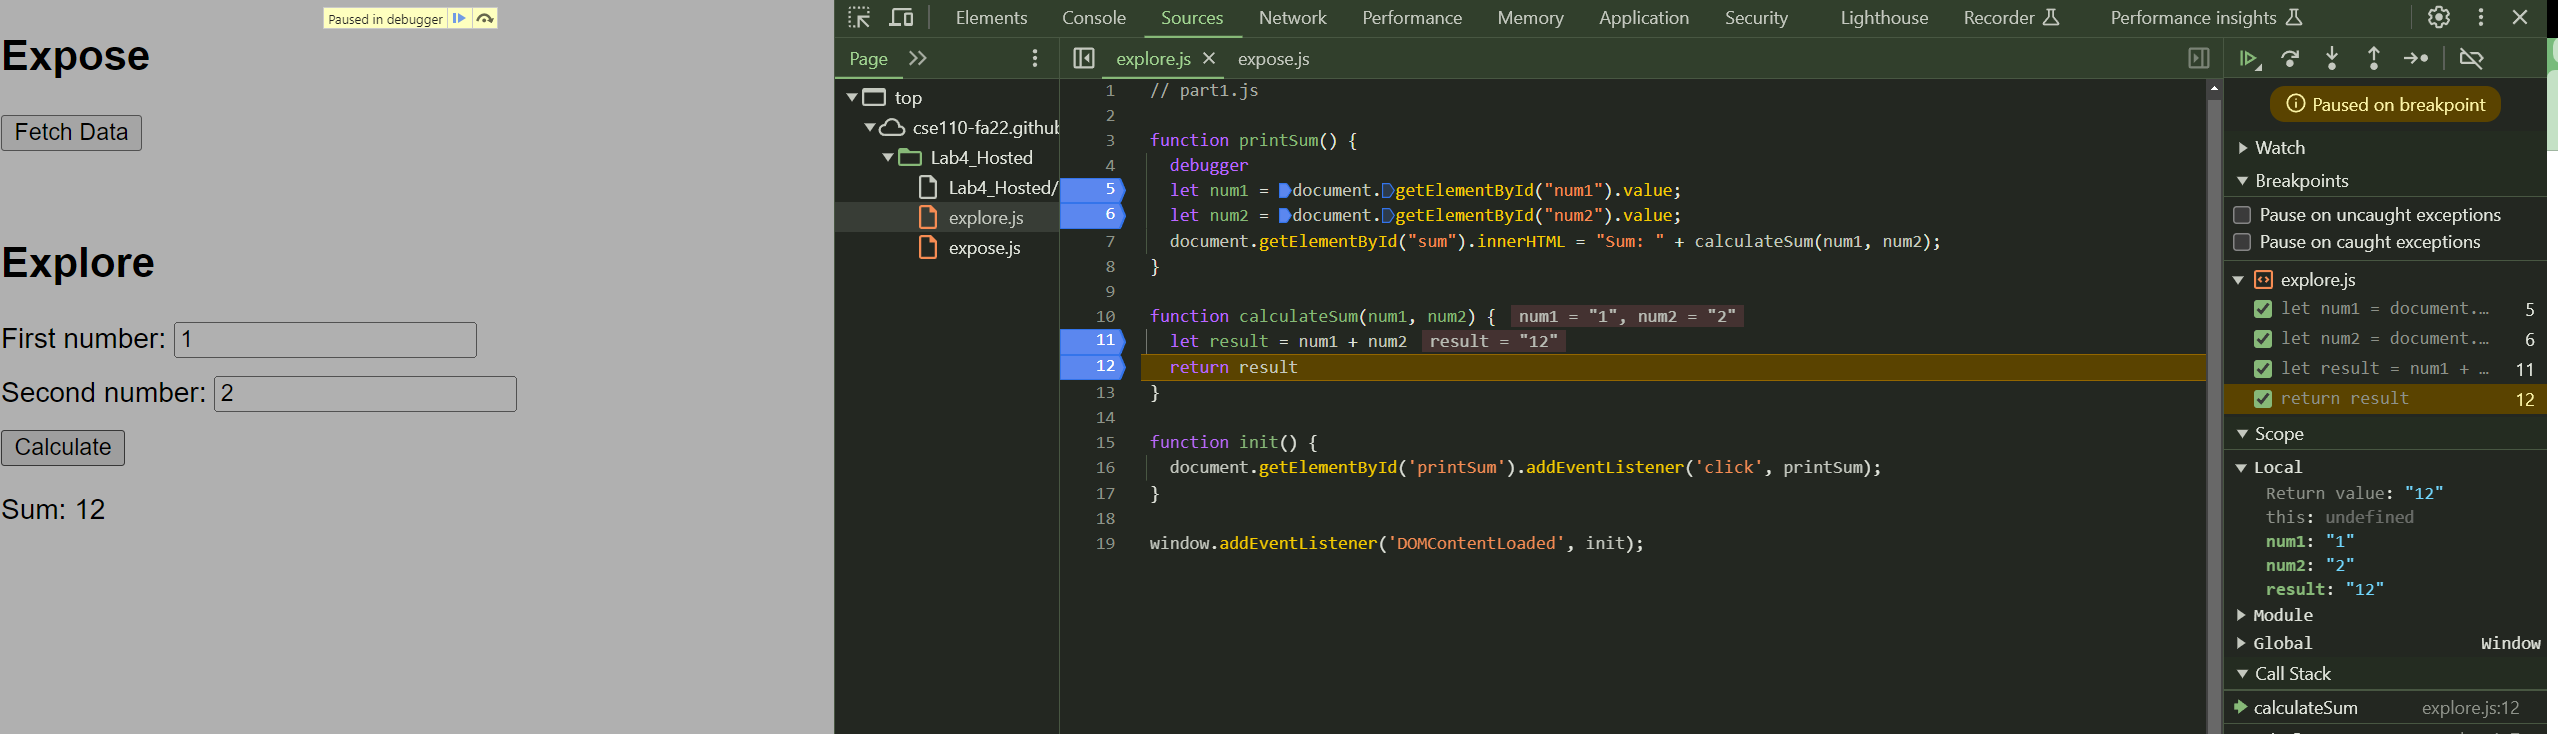 Paused in debugger
Expose
Fetch Data
Explore
First number: 1
Second number: 2
Calculate
Sum: 12
Elements Console Sources Network Performance Memory Application Security Lighthouse Recorder Performance insights
Page
top
cse110-fa22.github
Lab4_Hosted
Lab4_Hosted/
explore.js
expose.js
explore.js expose.js
1 // part1.js
2
3 function printSum() {
4 debugger
5 let num1 = document.getElementById("num1").value;
6 let num2 = document.getElementById("num2").value;
7 document.getElementById("sum").innerHTML = "Sum: " + calculateSum(num1, num2);
8 }
9
10 function calculateSum(num1, num2) { num1 = "1", num2 = "2"
11 let result = num1 + num2 result = "12"
12 return result
13 }
14
15 function init() {
16 document.getElementById('printSum').addEventListener('click', printSum);
17 }
18
19 window.addEventListener('DOMContentLoaded', init);
Paused on breakpoint
Watch
Breakpoints
Pause on uncaught exceptions
Pause on caught exceptions
explore.js
let num1 = document.… 5
let num2 = document.… 6
let result = num1 + … 11
return result 12
Scope
Local
Return value: "12"
this: undefined
num1: "1"
num2: "2"
result: "12"
Module
Global Window
Call Stack
calculateSum explore.js:12